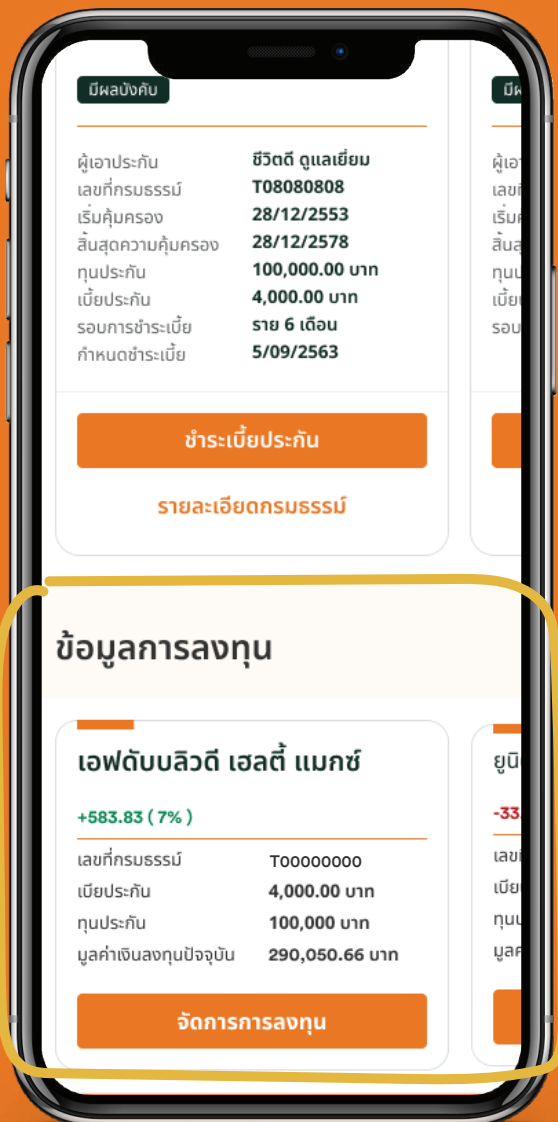 มีผลบังคับ
ผู้เอาประกัน ชีวิตดี ดูแลเยี่ยม
เลขที่กรมธรรม์ T08080808
เริ่มคุ้มครอง 28/12/2553
สิ้นสุดความคุ้มครอง 28/12/2578
ทุนประกัน 100,000.00 บาท
เบี้ยประกัน 4,000.00 บาท
รอบการชำระเบี้ย ราย 6 เดือน
กำหนดชำระเบี้ย 5/09/2563
ชำระเบี้ยประกัน
รายละเอียดกรมธรรม์
ข้อมูลการลงทุน
เอฟดับบลิวดี เฮลตี้ แมกซ์
+583.83 ( 7% )
-33.
เลขที่กรมธรรม์ T00000000
เบียประกัน 4,000.00 บาท
ทุนประกัน 100,000 บาท
มูลค่าเงินลงทุนปัจจุบัน 290,050.66 บาท
จัดการการลงทุน